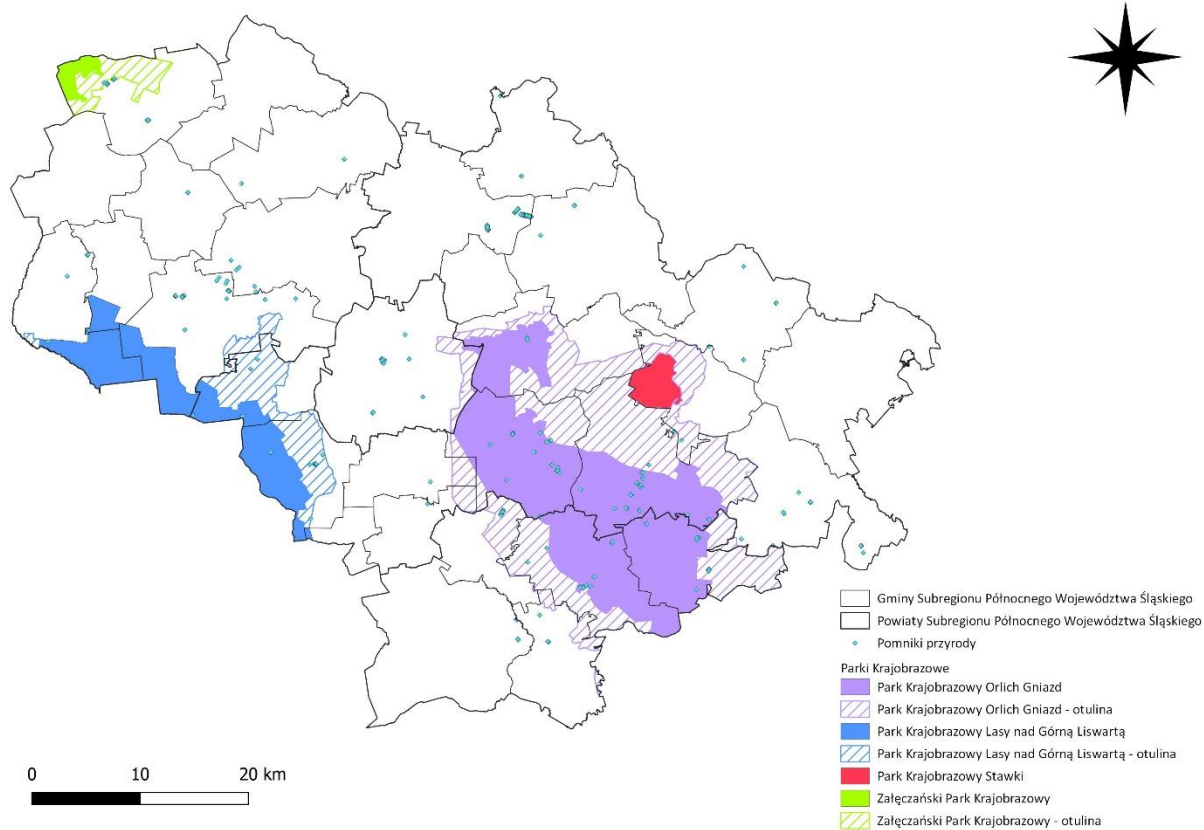 Gminy Subregionu Północnego Województwa Śląskiego
Powiaty Subregionu Północnego Województwa Śląskiego
Pomniki przyrody
Parki Krajobrazowe
Park Krajobrazowy Orlich Gniazd
Park Krajobrazowy Orlich Gniazd - otulina
Park Krajobrazowy Lasy nad Górną Liswartą
Park Krajobrazowy Lasy nad Górną Liswartą - otulina
Park Krajobrazowy Stawki
Załęczański Park Krajobrazowy
Załęczański Park Krajobrazowy - otulina
0 10 20 km